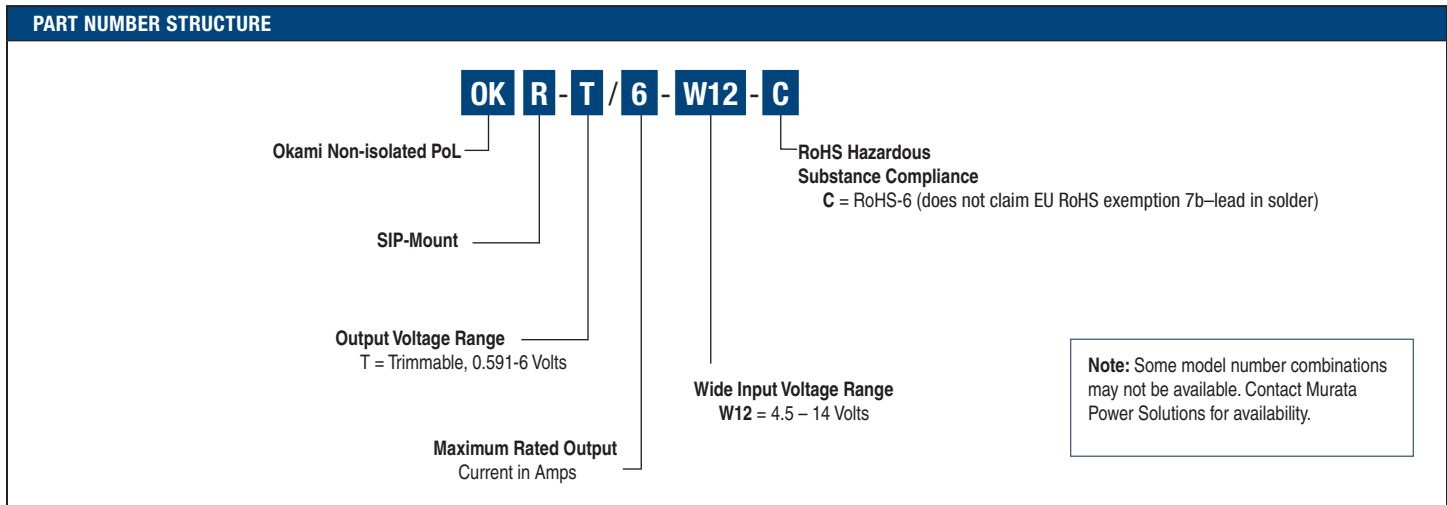 PART NUMBER STRUCTURE
OK R - T / 6 - W12 - C
Okami Non-isolated PoL
RoHS Hazardous
Substance Compliance
C = RoHS-6 (does not claim EU RoHS exemption 7b–lead in solder)
SIP-Mount
Output Voltage Range
T = Trimmable, 0.591-6 Volts
Wide Input Voltage Range
W12 = 4.5 – 14 Volts
Maximum Rated Output
Current in Amps
Note: Some model number combinations
may not be available. Contact Murata
Power Solutions for availability.